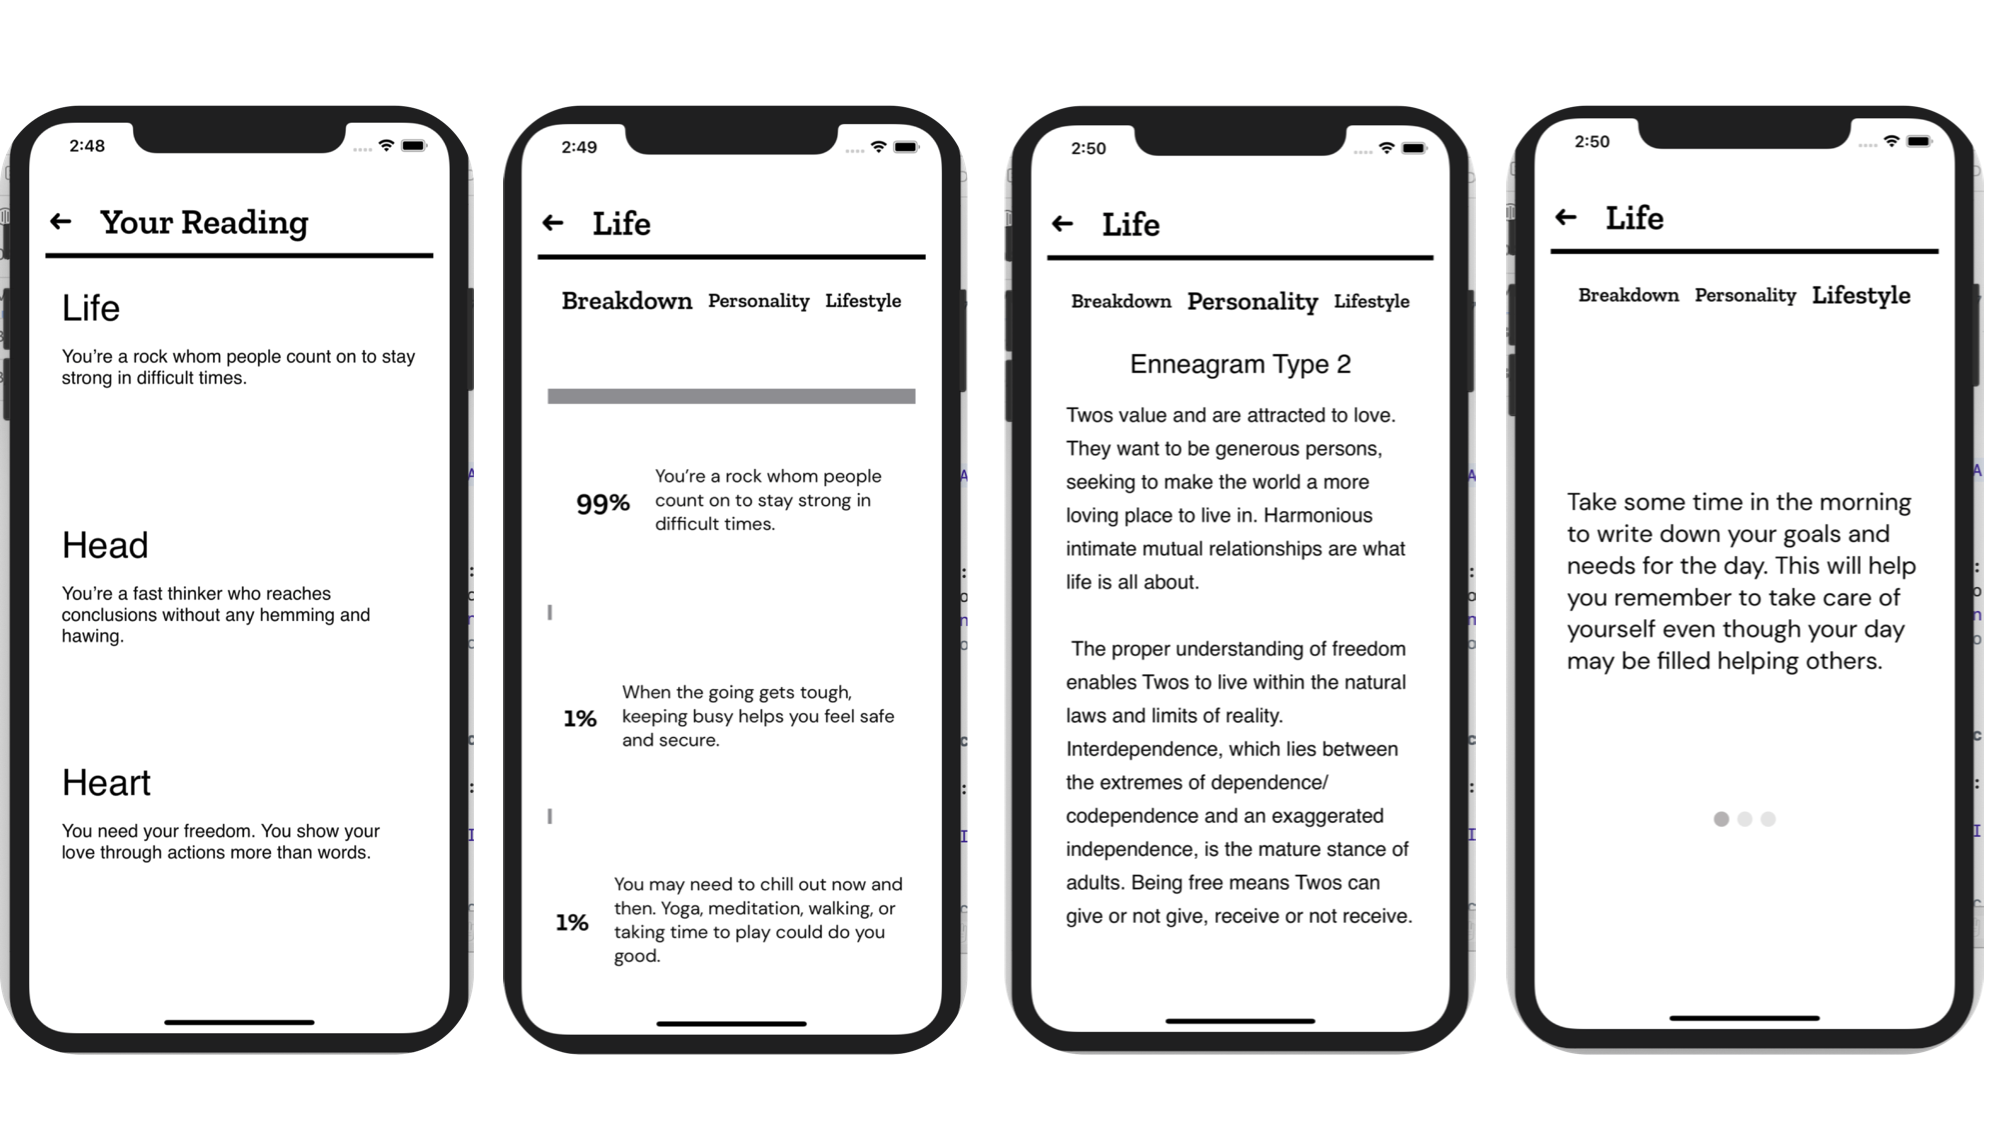 2:48
Your Reading
Life
You're a rock whom people count on to stay
strong in difficult times.
Head
You're a fast thinker who reaches
conclusions without any hemming and
hawing.
Heart
You need your freedom. You show your
love through actions more than words.
2:49
Life
Breakdown Personality Lifestyle
99%
You're a rock whom people
count on to stay strong in
difficult times.
1%
When the going gets tough,
keeping busy helps you feel safe
and secure.
1%
You may need to chill out now and
then. Yoga, meditation, walking, or
taking time to play could do you
good.
2:50
Life
Breakdown Personality Lifestyle
Enneagram Type 2
Twos value and are attracted to love.
They want to be generous persons,
seeking to make the world a more
loving place to live in. Harmonious
intimate mutual relationships are what
life is all about.
The proper understanding of freedom
enables Twos to live within the natural
laws and limits of reality.
Interdependence, which lies between
the extremes of dependence/
codependence and an exaggerated
independence, is the mature stance of
adults. Being free means Twos can
give or not give, receive or not receive.
2:50
Life
Breakdown Personality Lifestyle
Take some time in the morning
to write down your goals and
needs for the day. This will help
you remember to take care of
yourself even though your day
may be filled helping others.